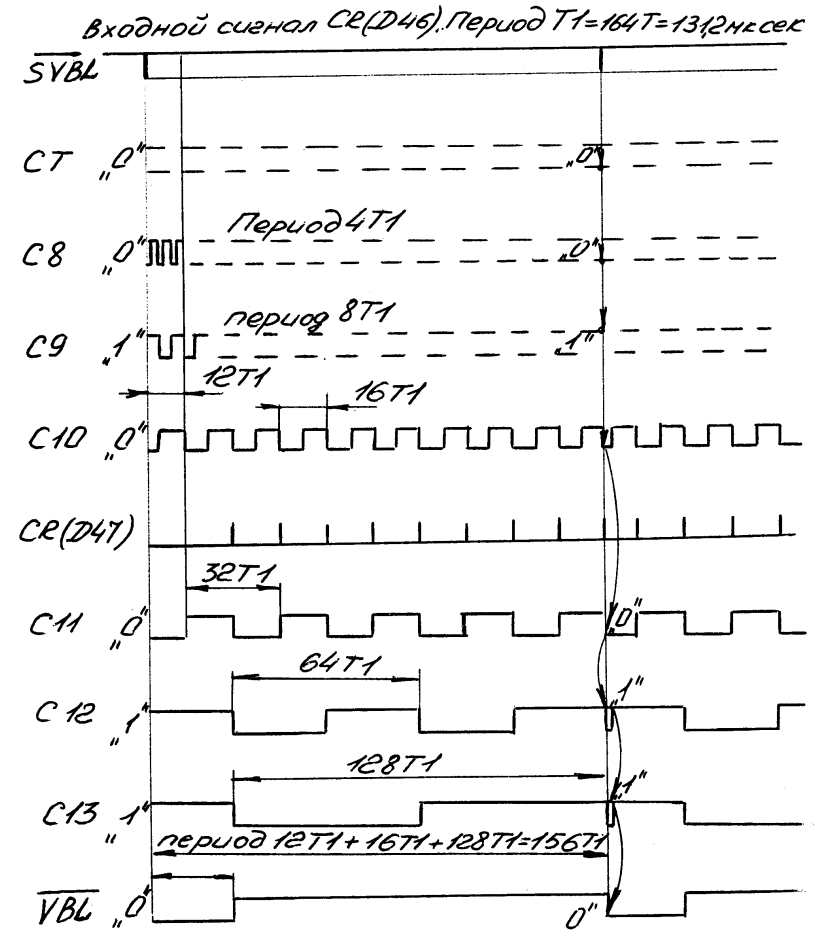 Входной сигнал CR(D46). Период T1=164T=131,2мксек
SVBL
CT „0" „0"
Период 4T1
C8 „0" „0"
период 8T1
C9 „1" „1"
12T1 16T1
C10 „0"
CR(D47)
32T1
C11 „0" „0"
64T1
C12 „1" „1"
128T1
C13 „1" „1"
период 12T1+16T1+128T1=156T1
VBL „0" 0"